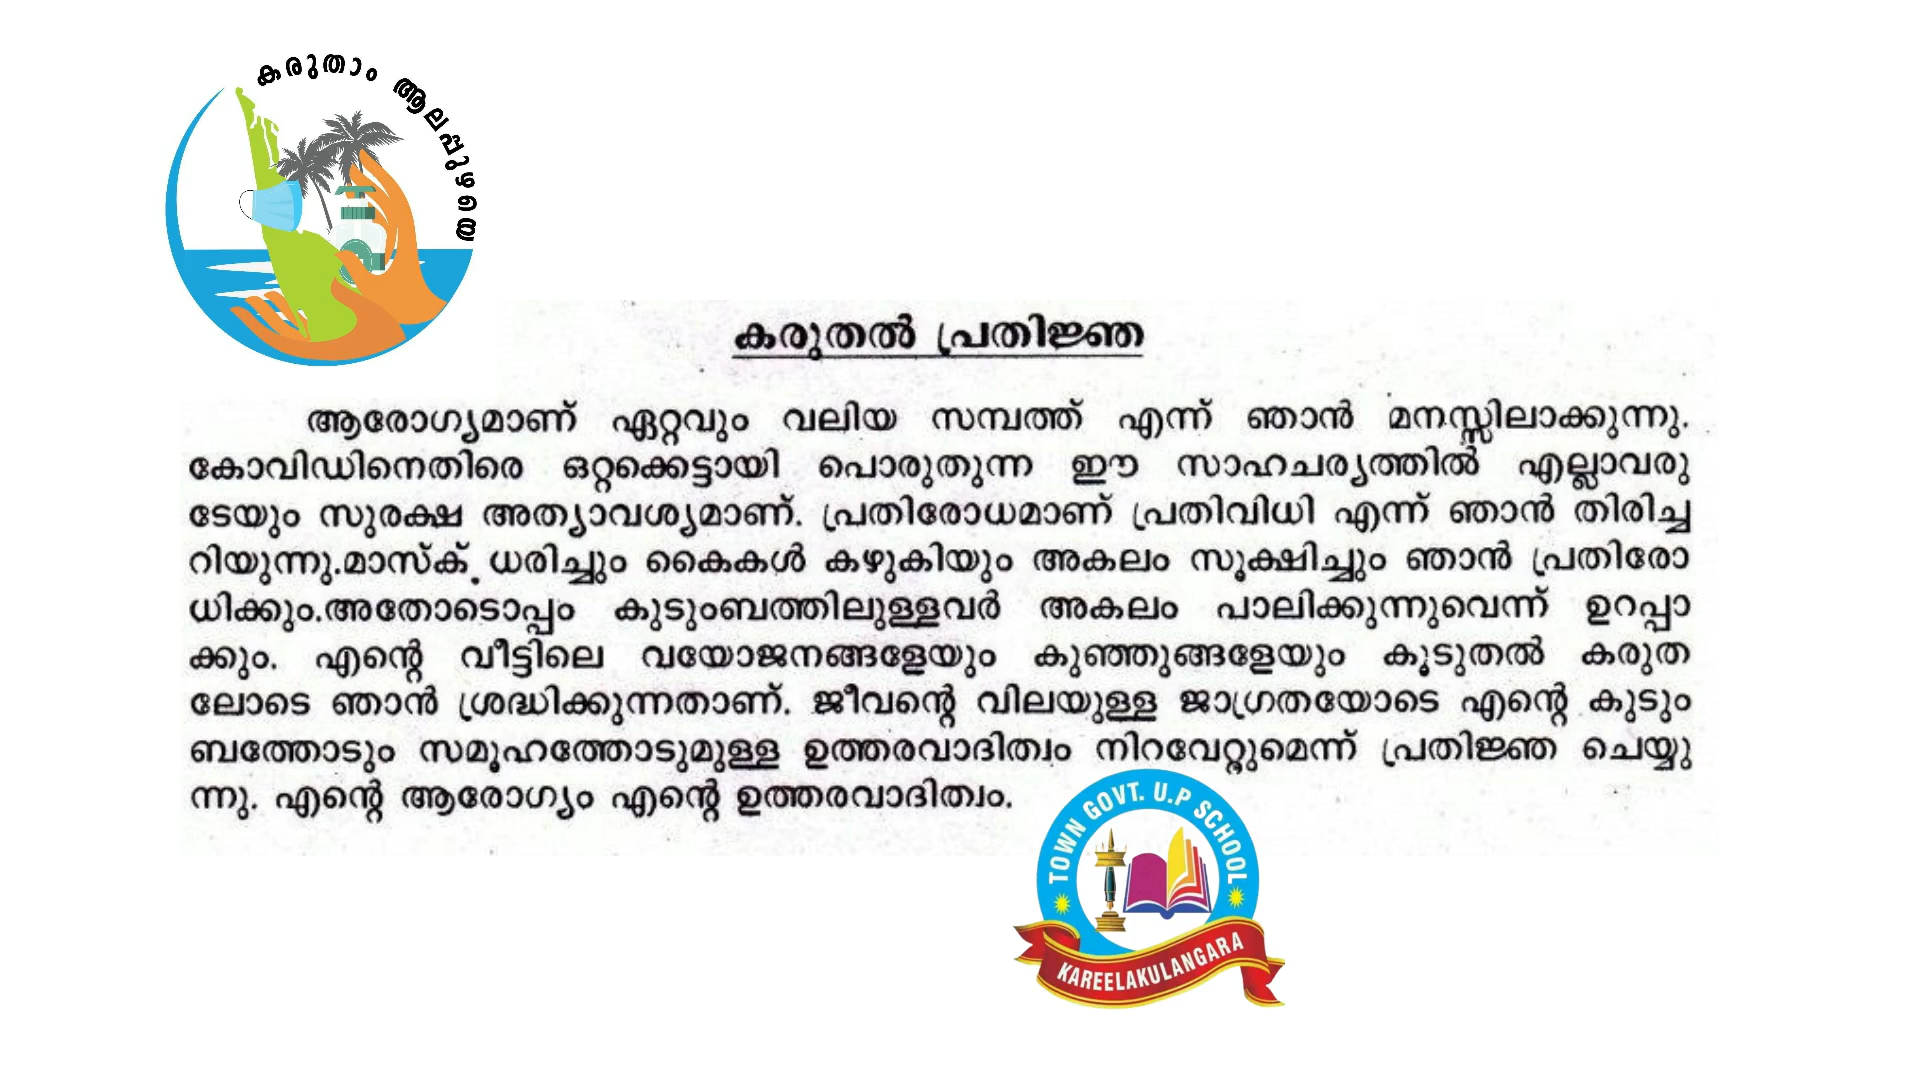 കരുതാം ആലപ്പുഴയെ
കരുതൽ പ്രതിജ്ഞ
ആരോഗ്യമാണ് ഏറ്റവും വലിയ സമ്പത്ത് എന്ന് ഞാൻ മനസ്സിലാക്കുന്നു.
കോവിഡിനെതിരെ ഒറ്റക്കെട്ടായി പൊരുതുന്ന ഈ സാഹചര്യത്തിൽ എല്ലാവരു
ടേയും സുരക്ഷ അത്യാവശ്യമാണ്. പ്രതിരോധമാണ് പ്രതിവിധി എന്ന് ഞാൻ തിരിച്ച
റിയുന്നു.മാസ്ക് ധരിച്ചും കൈകൾ കഴുകിയും അകലം സൂക്ഷിച്ചും ഞാൻ പ്രതിരോ
ധിക്കും.അതോടൊപ്പം കുടുംബത്തിലുള്ളവർ അകലം പാലിക്കുന്നുവെന്ന് ഉറപ്പാ
ക്കും. എന്റെ വീട്ടിലെ വയോജനങ്ങളേയും കുഞ്ഞുങ്ങളേയും കൂടുതൽ കരുത
ലോടെ ഞാൻ ശ്രദ്ധിക്കുന്നതാണ്. ജീവന്റെ വിലയുള്ള ജാഗ്രതയോടെ എന്റെ കുടും
ബത്തോടും സമൂഹത്തോടുമുള്ള ഉത്തരവാദിത്വം നിറവേറ്റുമെന്ന് പ്രതിജ്ഞ ചെയ്യു
ന്നു. എന്റെ ആരോഗ്യം എന്റെ ഉത്തരവാദിത്വം.
TOWN GOVT. U.P SCHOOL
KAREELAKULANGARA